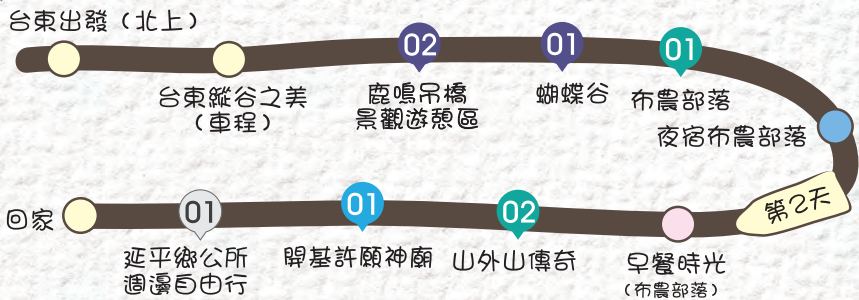 台東出發（北上）
台東縱谷之美
（車程）
02
鹿鳴吊橋
景觀遊憩區
01
蝴蝶谷
01
布農部落
夜宿布農部落
第2天
早餐時光
（布農部落）
02
山外山傳奇
01
開基許願神廟
01
延平鄉公所
週邊自由行
回家